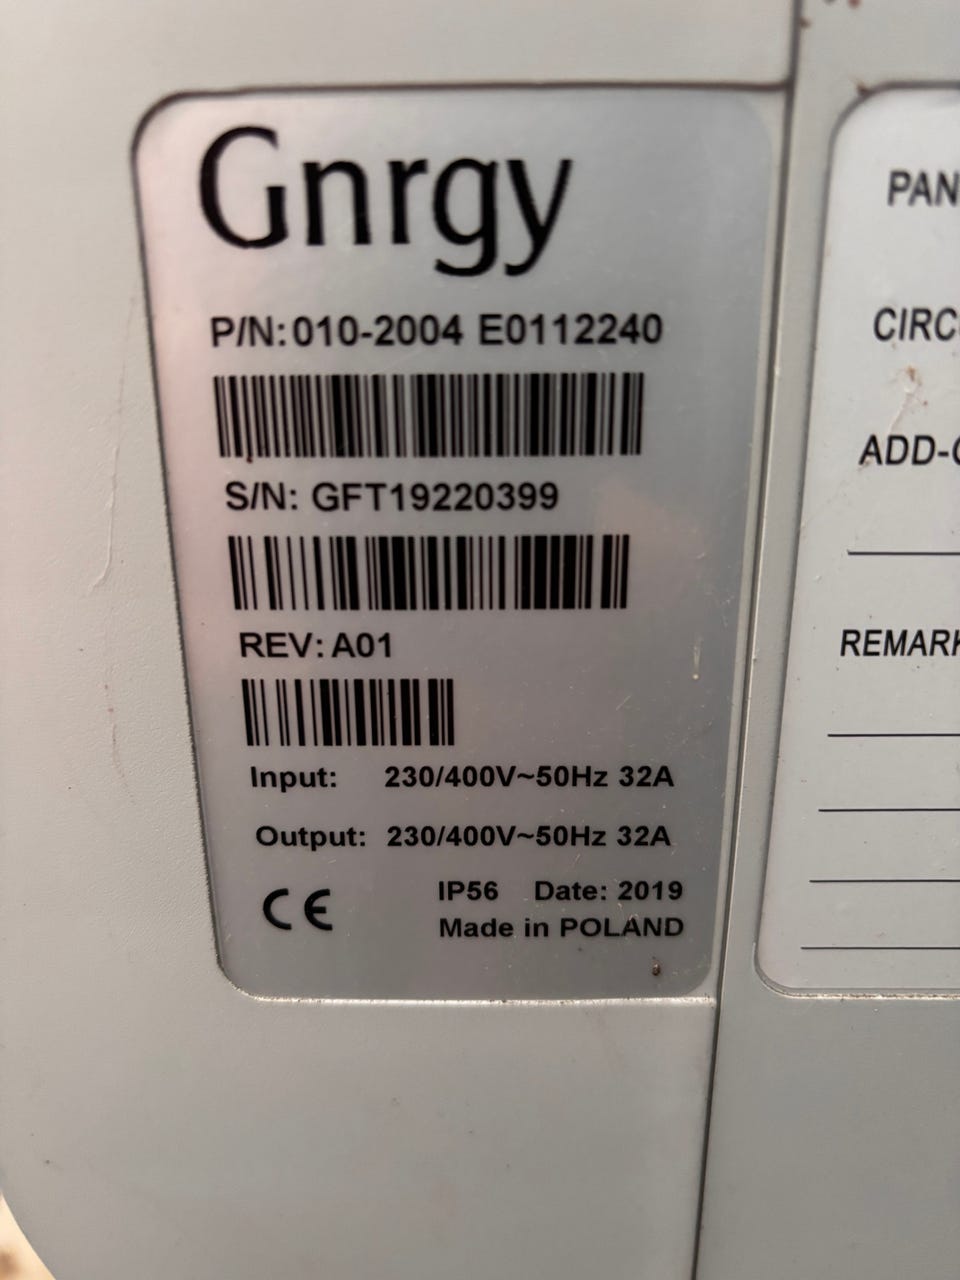 Gnrgy
P/N: 010-2004 E0112240
S/N: GFT19220399
REV: A01
Input: 230/400V~50Hz 32A
Output: 230/400V~50Hz 32A
CE IP56 Date: 2019
Made in POLAND
PAN
CIRC
ADD-
REMARK